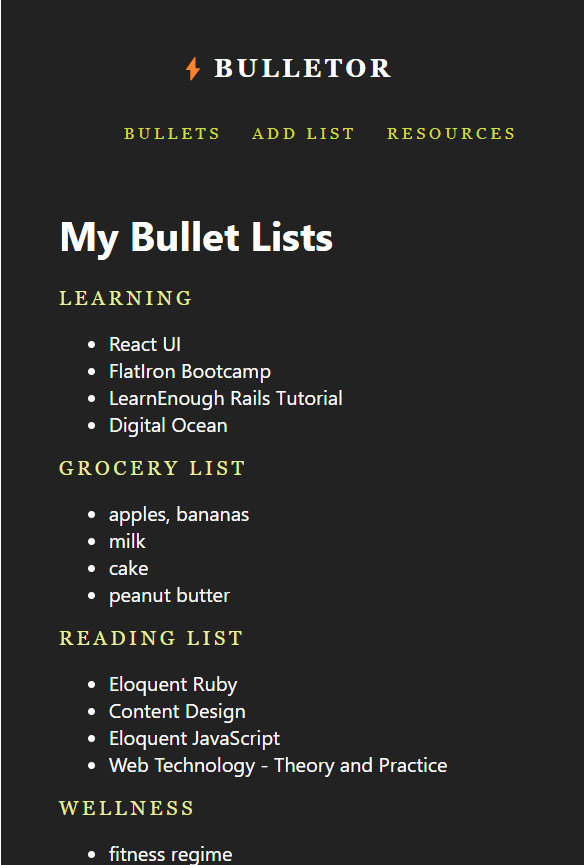 BULLETOR
BULLETS ADD LIST RESOURCES
My Bullet Lists
LEARNING
React UI
FlatIron Bootcamp
LearnEnough Rails Tutorial
Digital Ocean
GROCERY LIST
apples, bananas
milk
cake
peanut butter
READING LIST
Eloquent Ruby
Content Design
Eloquent JavaScript
Web Technology - Theory and Practice
WELLNESS
fitness regime